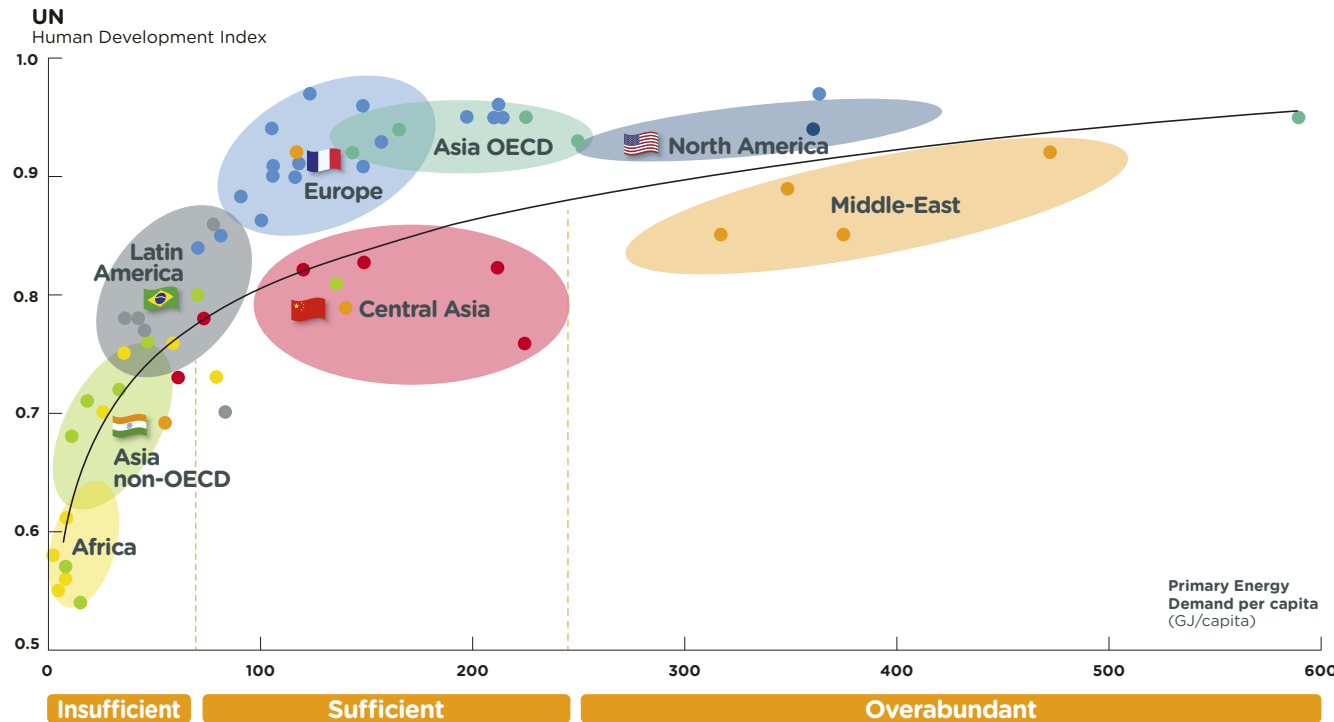 UN
Human Development Index
1.0
0.9
0.8
0.7
0.6
0.5
Europe
Asia OECD
North America
Middle-East
Latin
America
Central Asia
Asia
non-OECD
Africa
Primary Energy
Demand per capita
(GJ/capita)
0
100
200
300
400
500
600
Insufficient
Sufficient
Overabundant